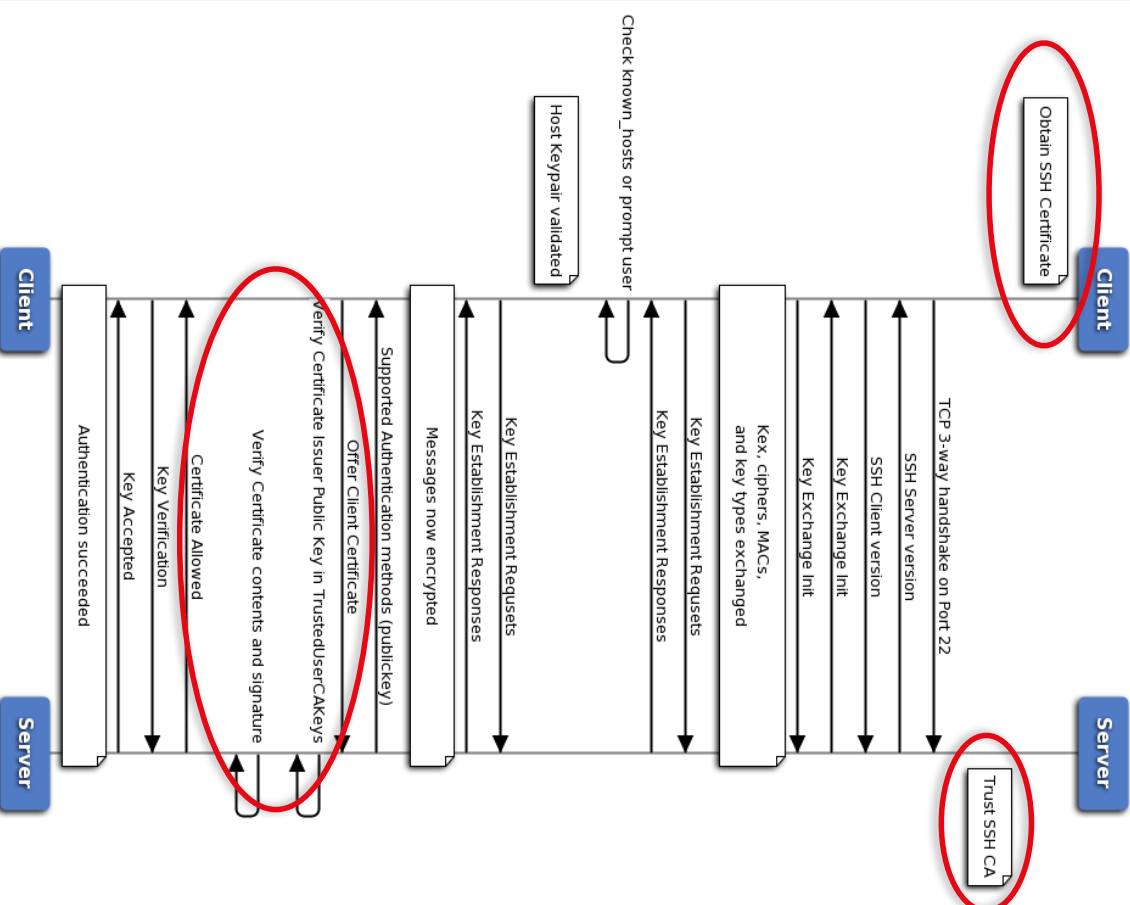 Client
Server
Obtain SSH Certificate
Trust SSH CA
TCP 3-way handshake on Port 22
SSH Server version
SSH Client version
Key Exchange Init
Key Exchange Init
Kex, ciphers, MACs,
and key types exchanged
Key Establishment Requsets
Key Establishment Responses
Check known_hosts or prompt user
Host Keypair validated
Key Establishment Requsets
Key Establishment Responses
Messages now encrypted
Supported Authentication methods (publickey)
Offer Client Certificate
Verify Certificate Issuer Public Key in TrustedUserCAKeys
Verify Certificate contents and signature
Certificate Allowed
Key Verification
Key Accepted
Authentication succeeded
Client
Server